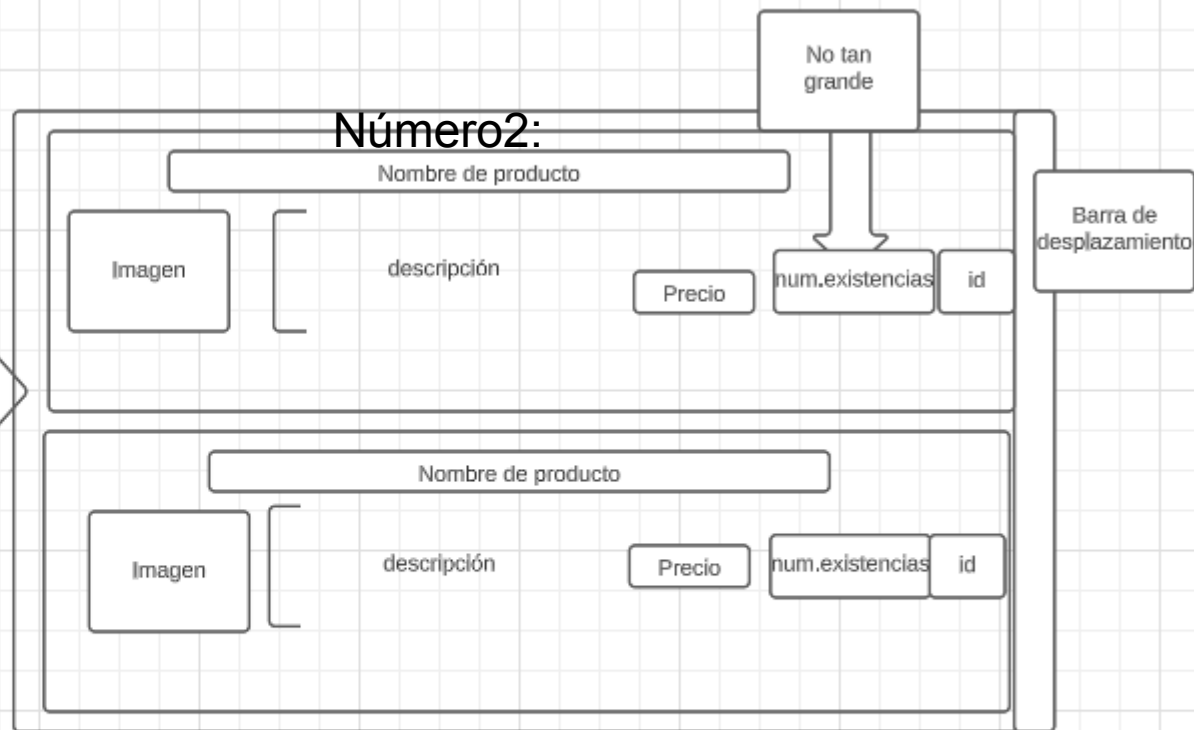 No tan
grande
Número2:
Nombre de producto
Barra de
desplazamiento
Imagen
descripción
Precio
num.existencias
id
Nombre de producto
Imagen
descripción
Precio
num.existencias
id